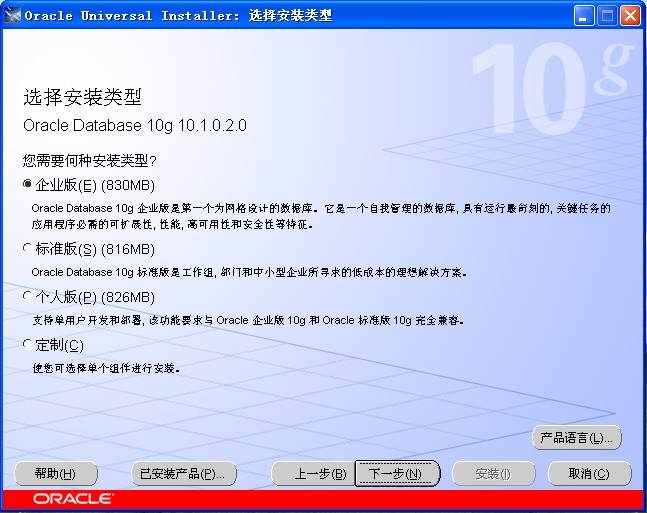 Oracle Universal Installer: 选择安装类型
10g
选择安装类型
Oracle Database 10g 10.1.0.2.0
您需要何种安装类型?
企业版(E) (830MB)
Oracle Database 10g 企业版是第一个为网格设计的数据库。它是一个自我管理的数据库, 具有运行最苛刻的, 关键任务的
应用程序必需的可扩展性, 性能, 高可用性和安全性等特征。
标准版(S) (816MB)
Oracle Database 10g 标准版是工作组, 部门和中小型企业所寻求的低成本的理想解决方案。
个人版(P) (826MB)
支持单用户开发和部署, 该功能要求与 Oracle 企业版 10g 和 Oracle 标准版 10g 完全兼容。
定制(C)
使您可选择单个组件进行安装。
产品语言(L)...
帮助(H) 已安装产品(P)... 上一步(B) 下一步(N) 安装(I) 取消(C)
ORACLE